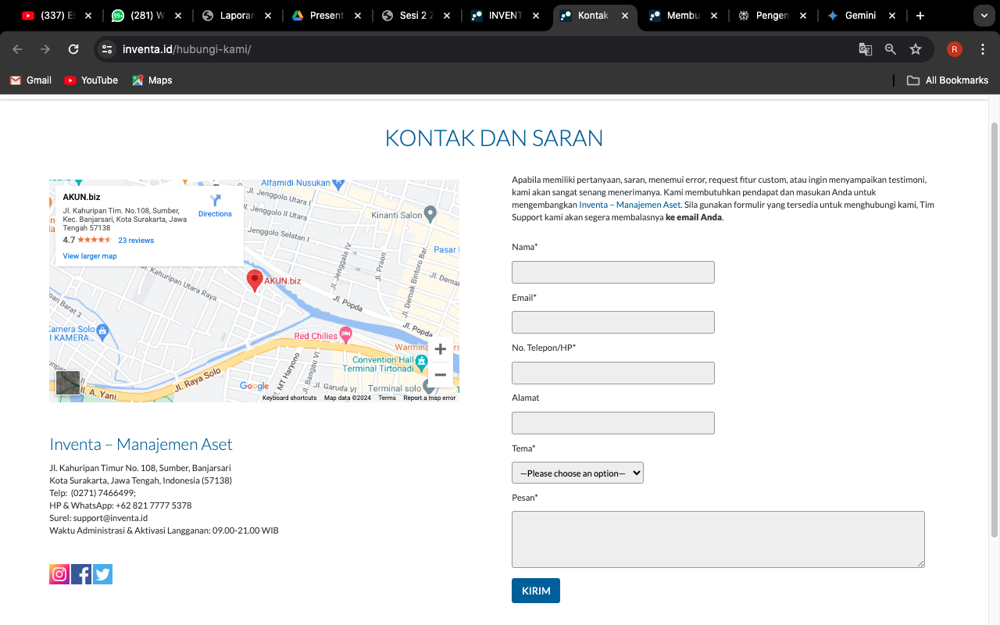 (337) El
99+
(281) W
Laporan
Present
Sesi 2 Z
INVENT
Kontak
Membu
Pengem
Gemini
inventa.id/hubungi-kami/
R
Gmail
YouTube
Maps
All Bookmarks
KONTAK DAN SARAN
AKUN.biz
Jl. Kahuripan Tim. No.108, Sumber,
Kec. Banjarsari, Kota Surakarta, Jawa
Tengah 57138
4.7
23 reviews
View larger map
Directions
Alfamidi Nusukan
Jl. Jenggolo I Utara
Jl. Jenggolo II Utara
Jl. Jenggolo Selatan I
Kinanti Salon
Pasar
Jl. Kahuripan Utara Raya
AKUN.biz
Jl. Jenggala IV
Jl. Praon
Jl. Demak Bintoro Bar.
Jl. Dema
Jl. Popda
Jl. Popda
Kamera Solo
I KAMERA...
Red Chilies
Convention Hall
Terminal Tirtonadi
Terminal solo
Jl. Raya Solo
Jl. MT Haryono
Jl. Bangau VI
Jl. Garuda VI
Jl. A. Yani
Google
Keyboard shortcuts
Map data ©2024
Terms
Report a map error
Inventa – Manajemen Aset
Jl. Kahuripan Timur No. 108, Sumber, Banjarsari
Kota Surakarta, Jawa Tengah, Indonesia (57138)
Telp: (0271) 7466499;
HP & WhatsApp: +62 821 7777 5378
Surel: support@inventa.id
Waktu Administrasi & Aktivasi Langganan: 09.00-21.00 WIB
Apabila memiliki pertanyaan, saran, menemui error, request fitur custom, atau ingin menyampaikan testimoni,
kami akan sangat senang menerimanya. Kami membutuhkan pendapat dan masukan Anda untuk
mengembangkan Inventa – Manajemen Aset. Sila gunakan formulir yang tersedia untuk menghubungi kami, Tim
Support kami akan segera membalasnya ke email Anda.
Nama*
Email*
No. Telepon/HP*
Alamat
Tema*
—Please choose an option—
Pesan*
KIRIM